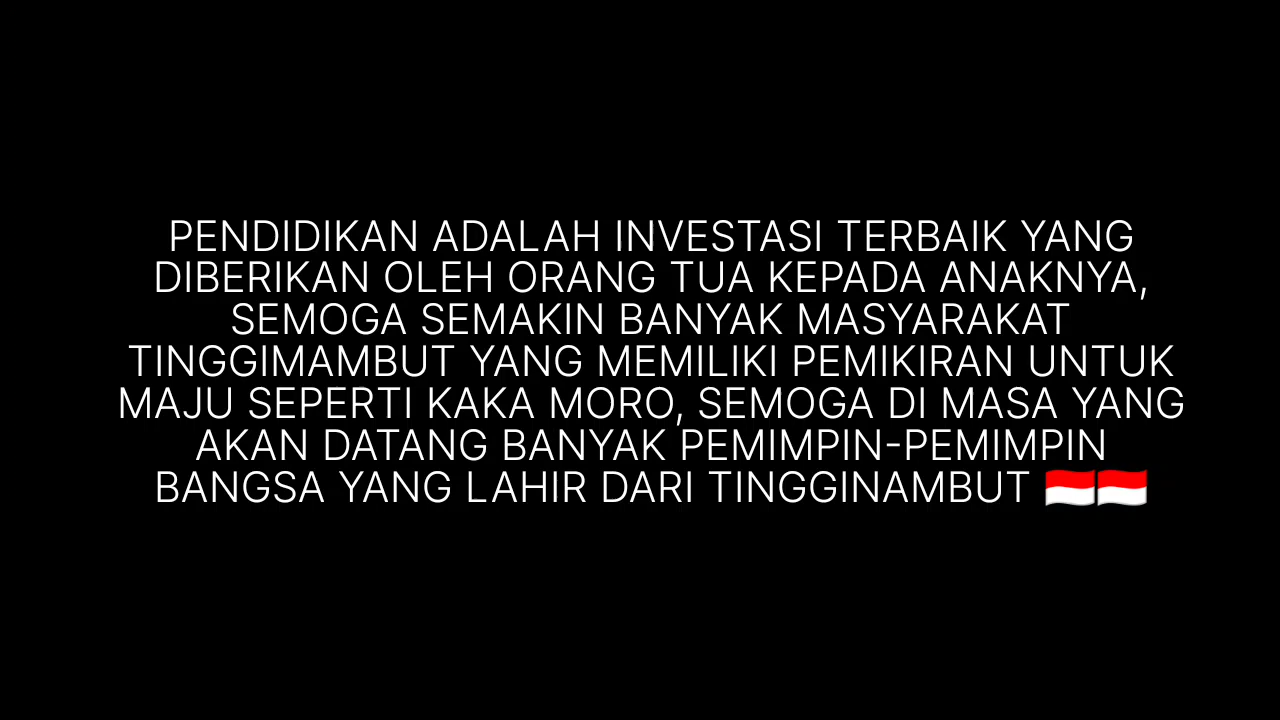 PENDIDIKAN ADALAH INVESTASI TERBAIK YANG
DIBERIKAN OLEH ORANG TUA KEPADA ANAKNYA,
SEMOGA SEMAKIN BANYAK MASYARAKAT
TINGGIMAMBUT YANG MEMILIKI PEMIKIRAN UNTUK
MAJU SEPERTI KAKA MORO, SEMOGA DI MASA YANG
AKAN DATANG BANYAK PEMIMPIN-PEMIMPIN
BANGSA YANG LAHIR DARI TINGGINAMBUT 🇮🇩🇮🇩